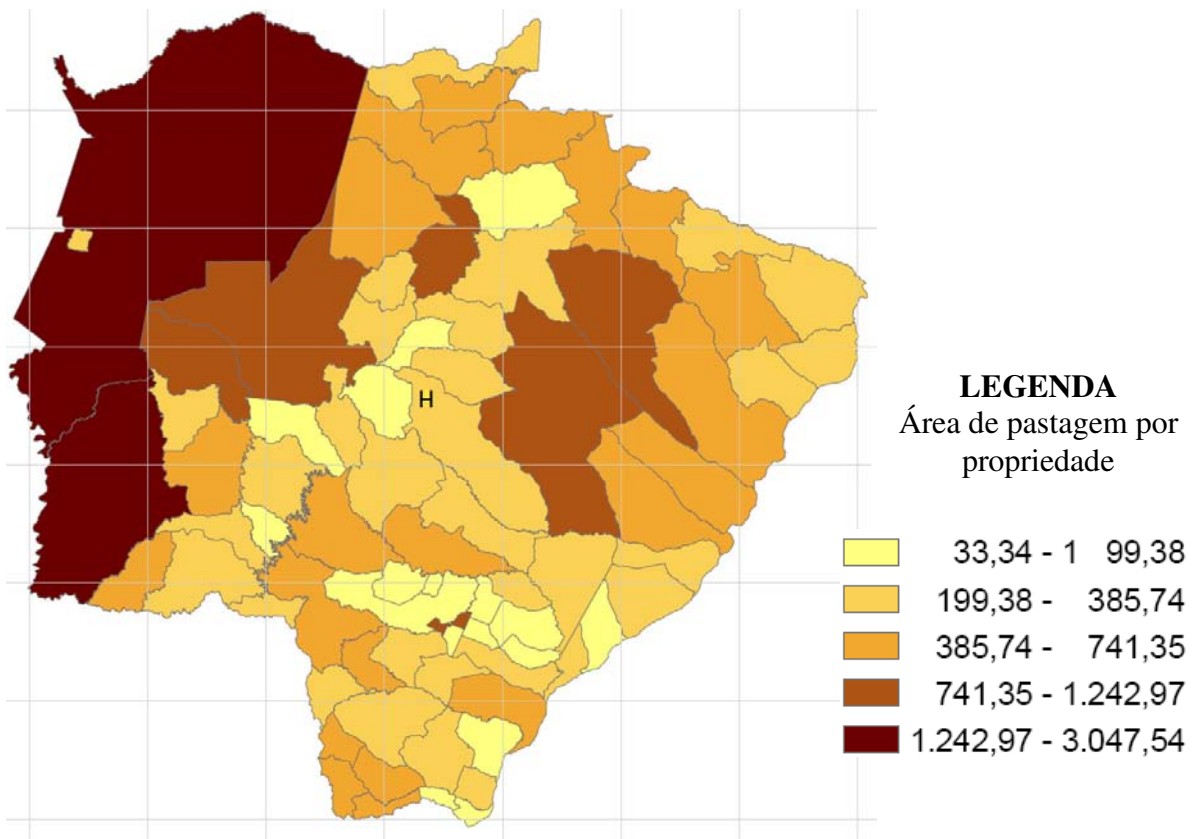 H
LEGENDA
Área de pastagem por
propriedade
33,34 - 1 99,38
199,38 - 385,74
385,74 - 741,35
741,35 - 1.242,97
1.242,97 - 3.047,54